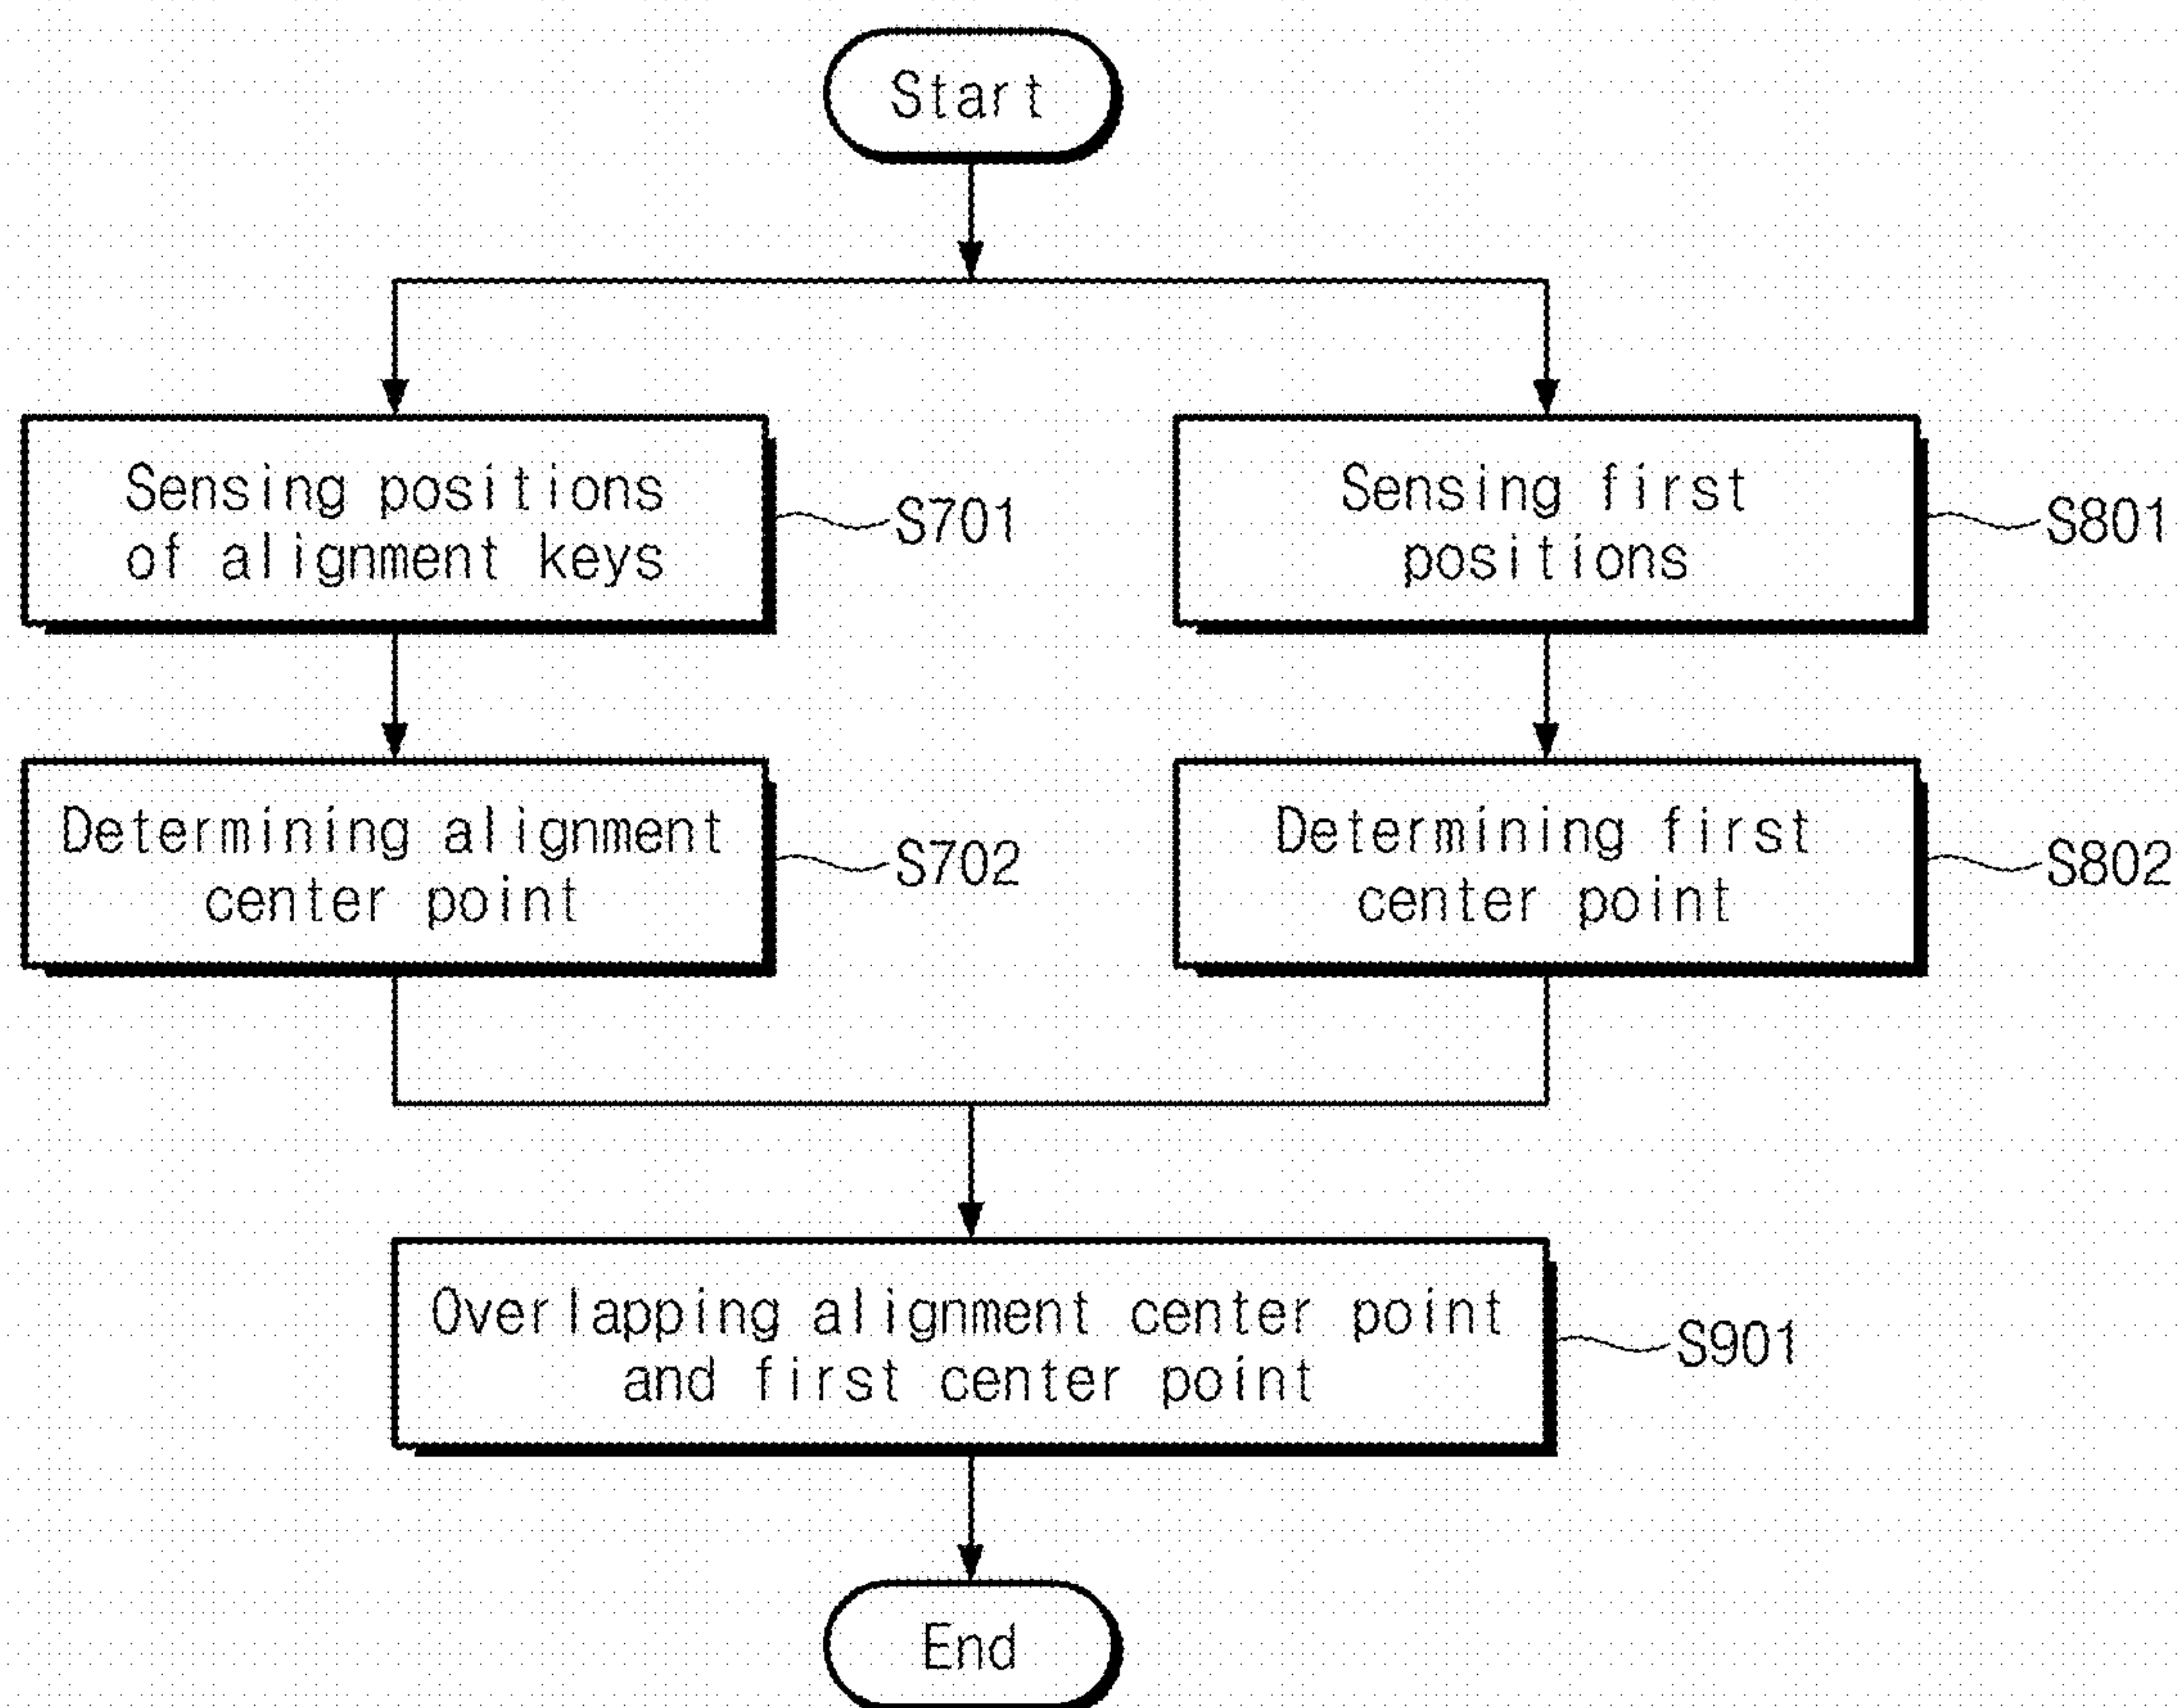 Start
Sensing positions
of alignment keys
S701
Sensing first
positions
S801
Determining alignment
center point
S702
Determining first
center point
S802
Overlapping alignment center point
and first center point
S901
End